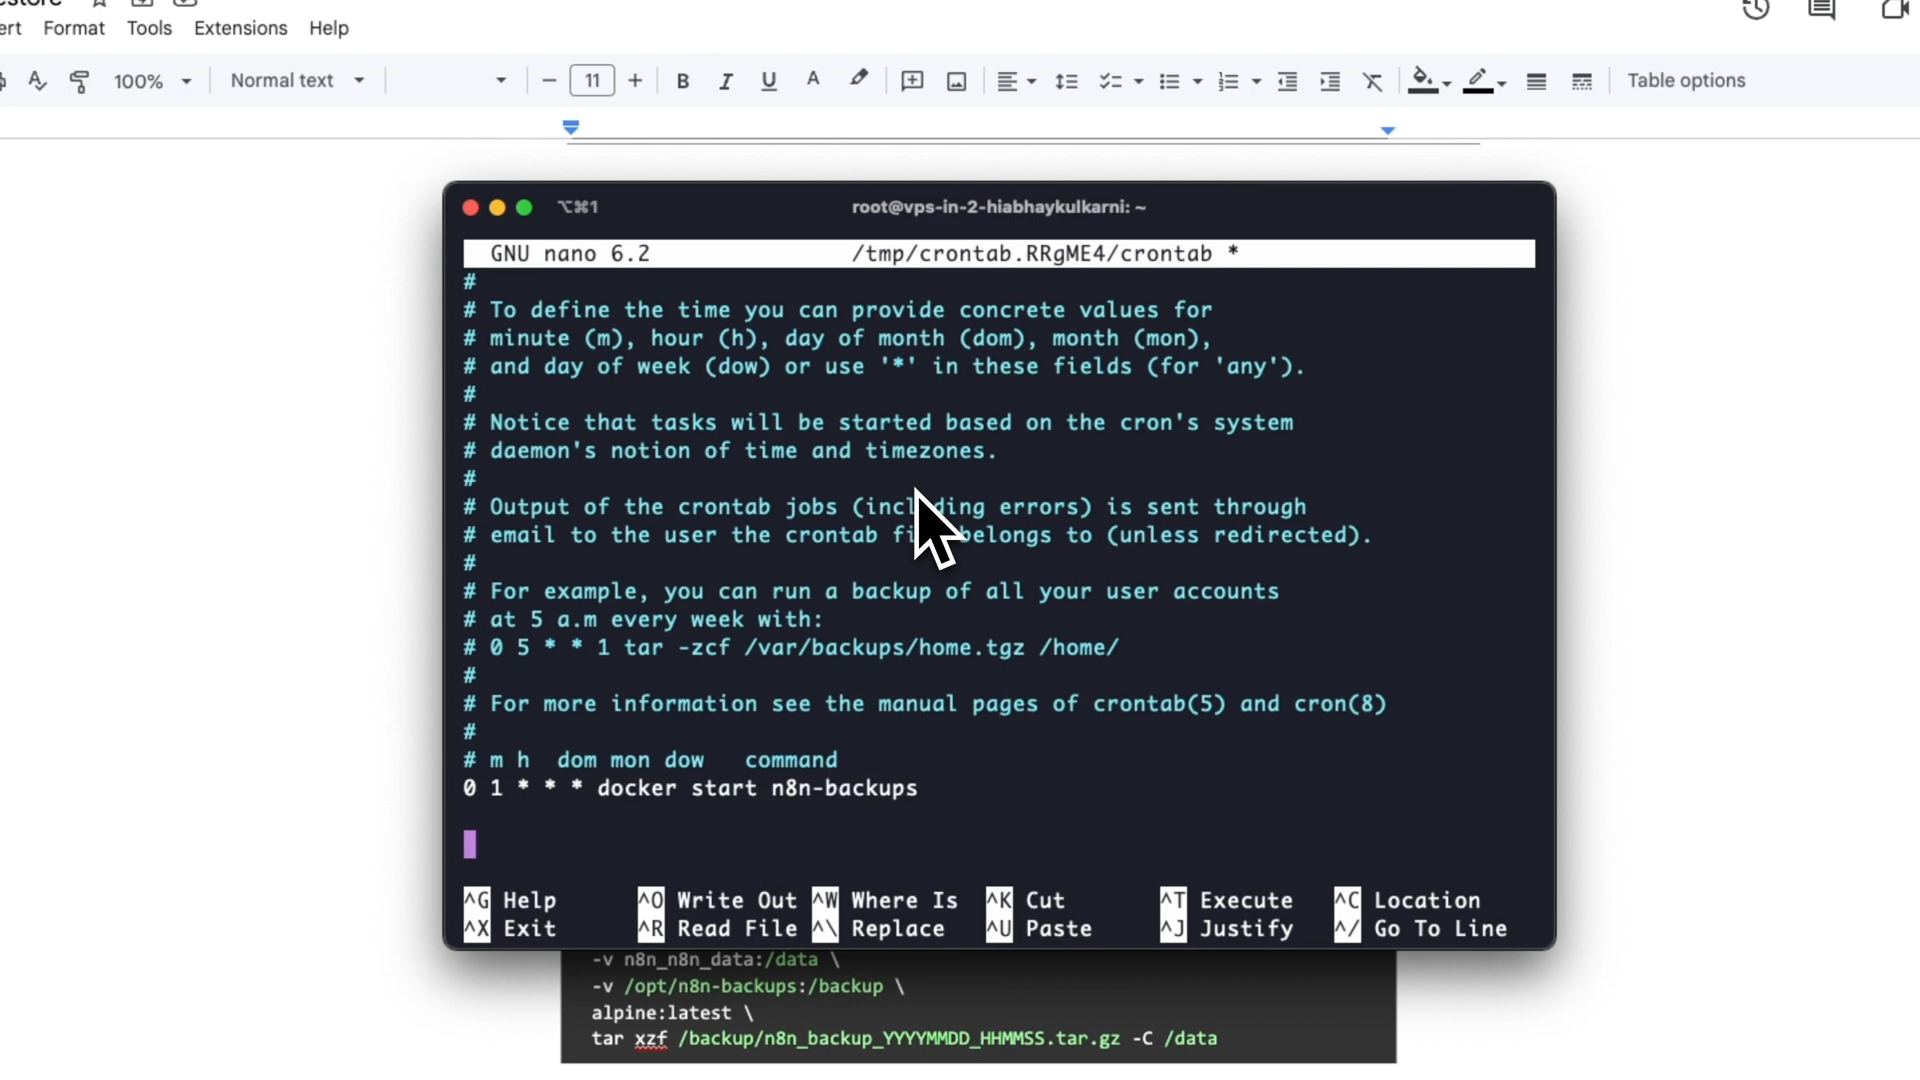 Format Tools Extensions Help
100% Normal text 11 B I U A Table options
⌥⌘1 root@vps-in-2-hiabhaykulkarni: ~
GNU nano 6.2 /tmp/crontab.RRgME4/crontab *
#
# To define the time you can provide concrete values for
# minute (m), hour (h), day of month (dom), month (mon),
# and day of week (dow) or use '*' in these fields (for 'any').
#
# Notice that tasks will be started based on the cron's system
# daemon's notion of time and timezones.
#
# Output of the crontab jobs (including errors) is sent through
# email to the user the crontab belongs to (unless redirected).
#
# For example, you can run a backup of all your user accounts
# at 5 a.m every week with:
# 0 5 * * 1 tar -zcf /var/backups/home.tgz /home/
#
# For more information see the manual pages of crontab(5) and cron(8)
#
# m h  dom mon dow   command
0 1 * * * docker start n8n-backups
^G Help ^O Write Out ^W Where Is ^K Cut ^T Execute ^C Location
^X Exit ^R Read File ^\ Replace ^U Paste ^J Justify ^/ Go To Line
-v n8n_n8n_data:/data \
-v /opt/n8n-backups:/backup \
alpine:latest \
tar xzf /backup/n8n_backup_YYYYMMDD_HHMMSS.tar.gz -C /data